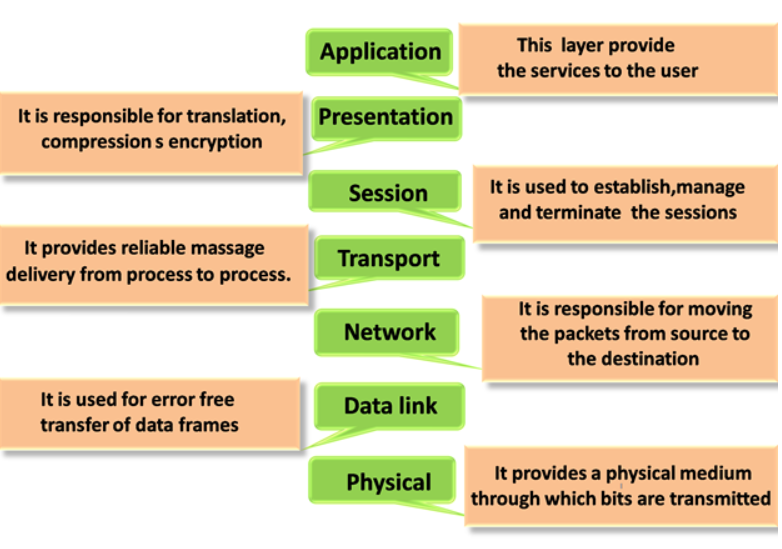 Application
This layer provide
the services to the user
Presentation
It is responsible for translation,
compression s encryption
Session
It is used to establish,manage
and terminate the sessions
Transport
It provides reliable massage
delivery from process to process.
Network
It is responsible for moving
the packets from source to
the destination
Data link
It is used for error free
transfer of data frames
Physical
It provides a physical medium
through which bits are transmitted